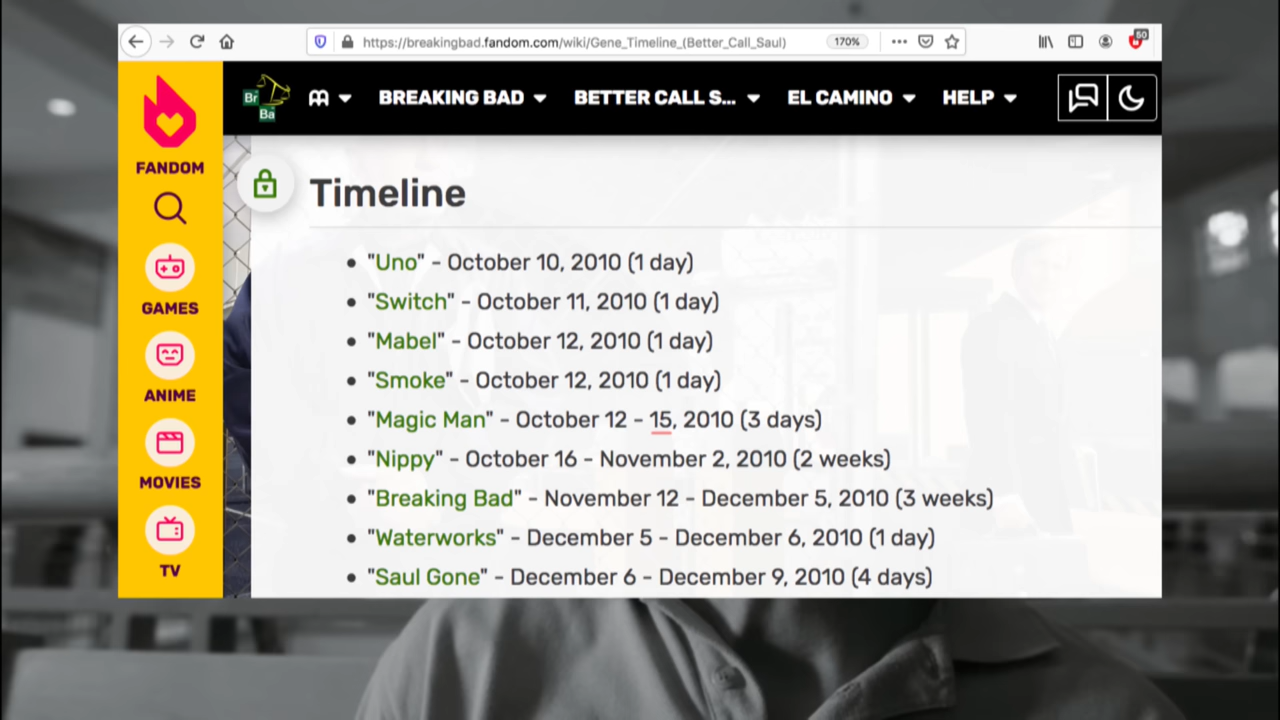 https://breakingbad.fandom.com/wiki/Gene_Timeline_(Better_Call_Saul)
170%
50
FANDOM
GAMES
ANIME
MOVIES
TV
Br
Ba
BREAKING BAD
BETTER CALL S...
EL CAMINO
HELP
Timeline
• "Uno" - October 10, 2010 (1 day)
• "Switch" - October 11, 2010 (1 day)
• "Mabel" - October 12, 2010 (1 day)
• "Smoke" - October 12, 2010 (1 day)
• "Magic Man" - October 12 - 15, 2010 (3 days)
• "Nippy" - October 16 - November 2, 2010 (2 weeks)
• "Breaking Bad" - November 12 - December 5, 2010 (3 weeks)
• "Waterworks" - December 5 - December 6, 2010 (1 day)
• "Saul Gone" - December 6 - December 9, 2010 (4 days)